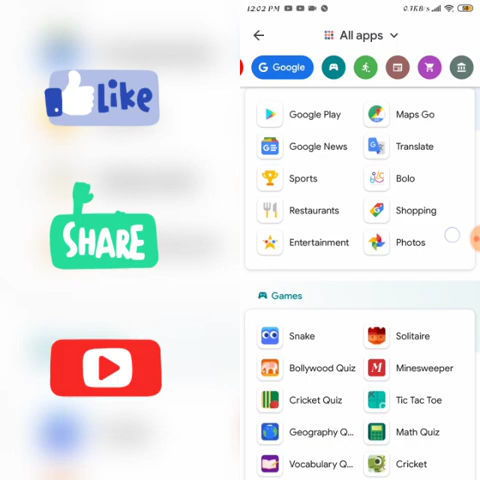 Like
SHARE
12:02 PM
0.1KB/s
58
All apps
Google
Google Play
Maps Go
Google News
Translate
Sports
Bolo
Restaurants
Shopping
Entertainment
Photos
Games
Snake
Solitaire
Bollywood Quiz
Minesweeper
Cricket Quiz
Tic Tac Toe
Geography Q...
Math Quiz
Vocabulary Q...
Cricket